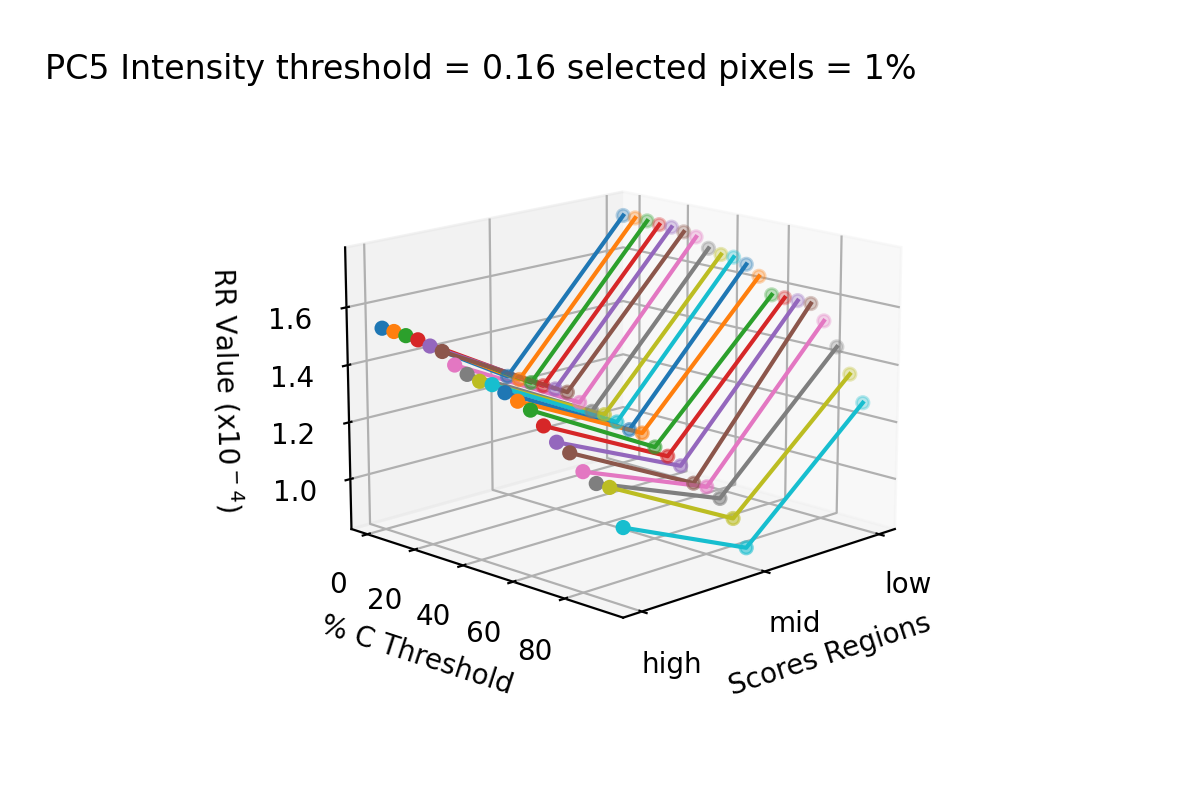 PC5 Intensity threshold = 0.16 selected pixels = 1%
RR Value (x10⁻⁴)
1.6
1.4
1.2
1.0
0
20
40
60
80
% C Threshold
high
mid
low
Scores Regions